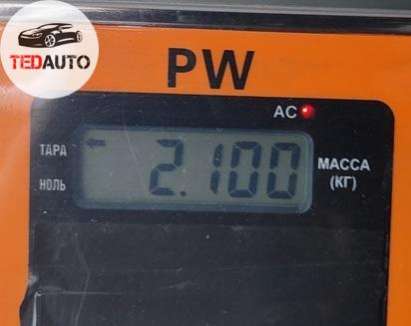 TEDAUTO
PW
AC
ТАРА
НОЛЬ
2.100
МАССА
(КГ)